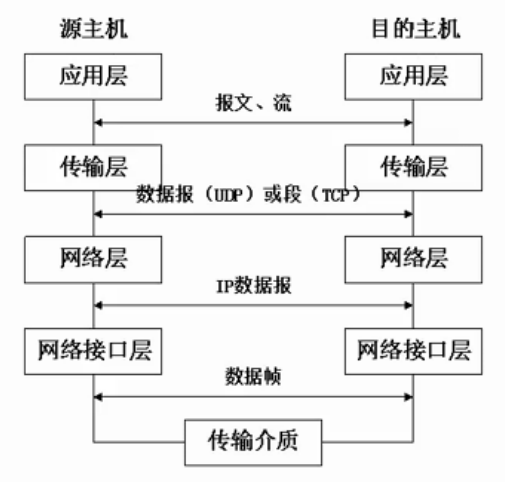 源主机 目的主机
应用层 应用层
报文、流
传输层 传输层
数据报（UDP）或段（TCP）
网络层 网络层
IP数据报
网络接口层 网络接口层
数据帧
传输介质